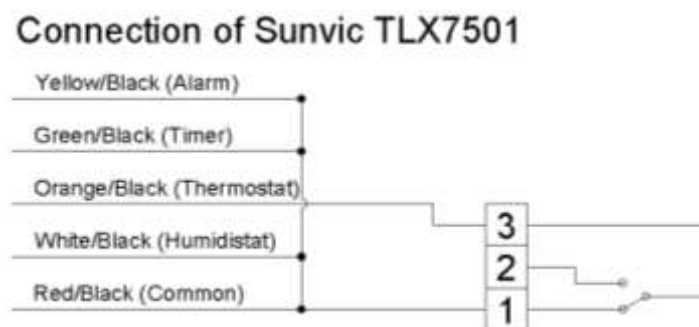 Connection of Sunvic TLX7501
Yellow/Black (Alarm)
Green/Black (Timer)
Orange/Black (Thermostat)
White/Black (Humidistat)
Red/Black (Common)
3
2
1